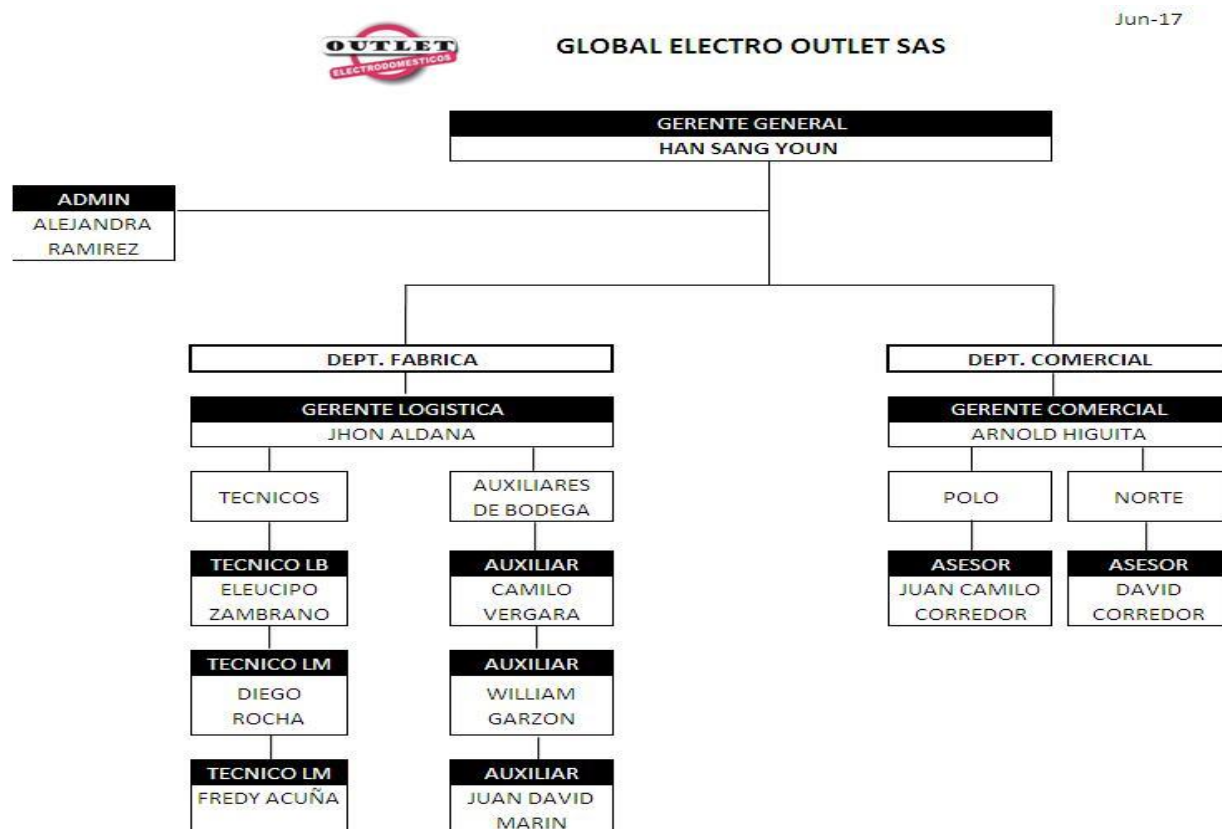 Jun-17
OUTLET
ELECTRODOMESTICOS
GLOBAL ELECTRO OUTLET SAS
GERENTE GENERAL
HAN SANG YOUN
ADMIN
ALEJANDRA
RAMIREZ
DEPT. FABRICA
GERENTE LOGISTICA
JHON ALDANA
TECNICOS
TECNICO LB
ELEUCIPO
ZAMBRANO
TECNICO LM
DIEGO
ROCHA
TECNICO LM
FREDY ACUÑA
AUXILIARES
DE BODEGA
AUXILIAR
CAMILO
VERGARA
AUXILIAR
WILLIAM
GARZON
AUXILIAR
JUAN DAVID
MARIN
DEPT. COMERCIAL
GERENTE COMERCIAL
ARNOLD HIGUITA
POLO
ASESOR
JUAN CAMILO
CORREDOR
NORTE
ASESOR
DAVID
CORREDOR